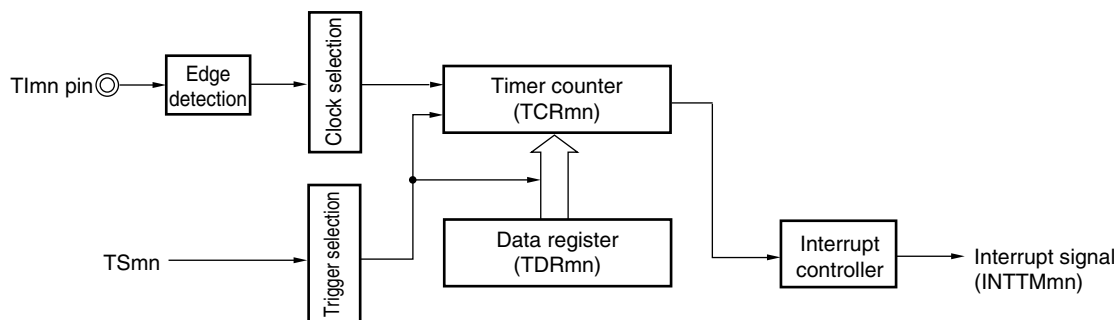 TImn pin
Edge
detection
Clock selection
Timer counter
(TCRmn)
TSmn
Trigger selection
Data register
(TDRmn)
Interrupt
controller
Interrupt signal
(INTTMmn)